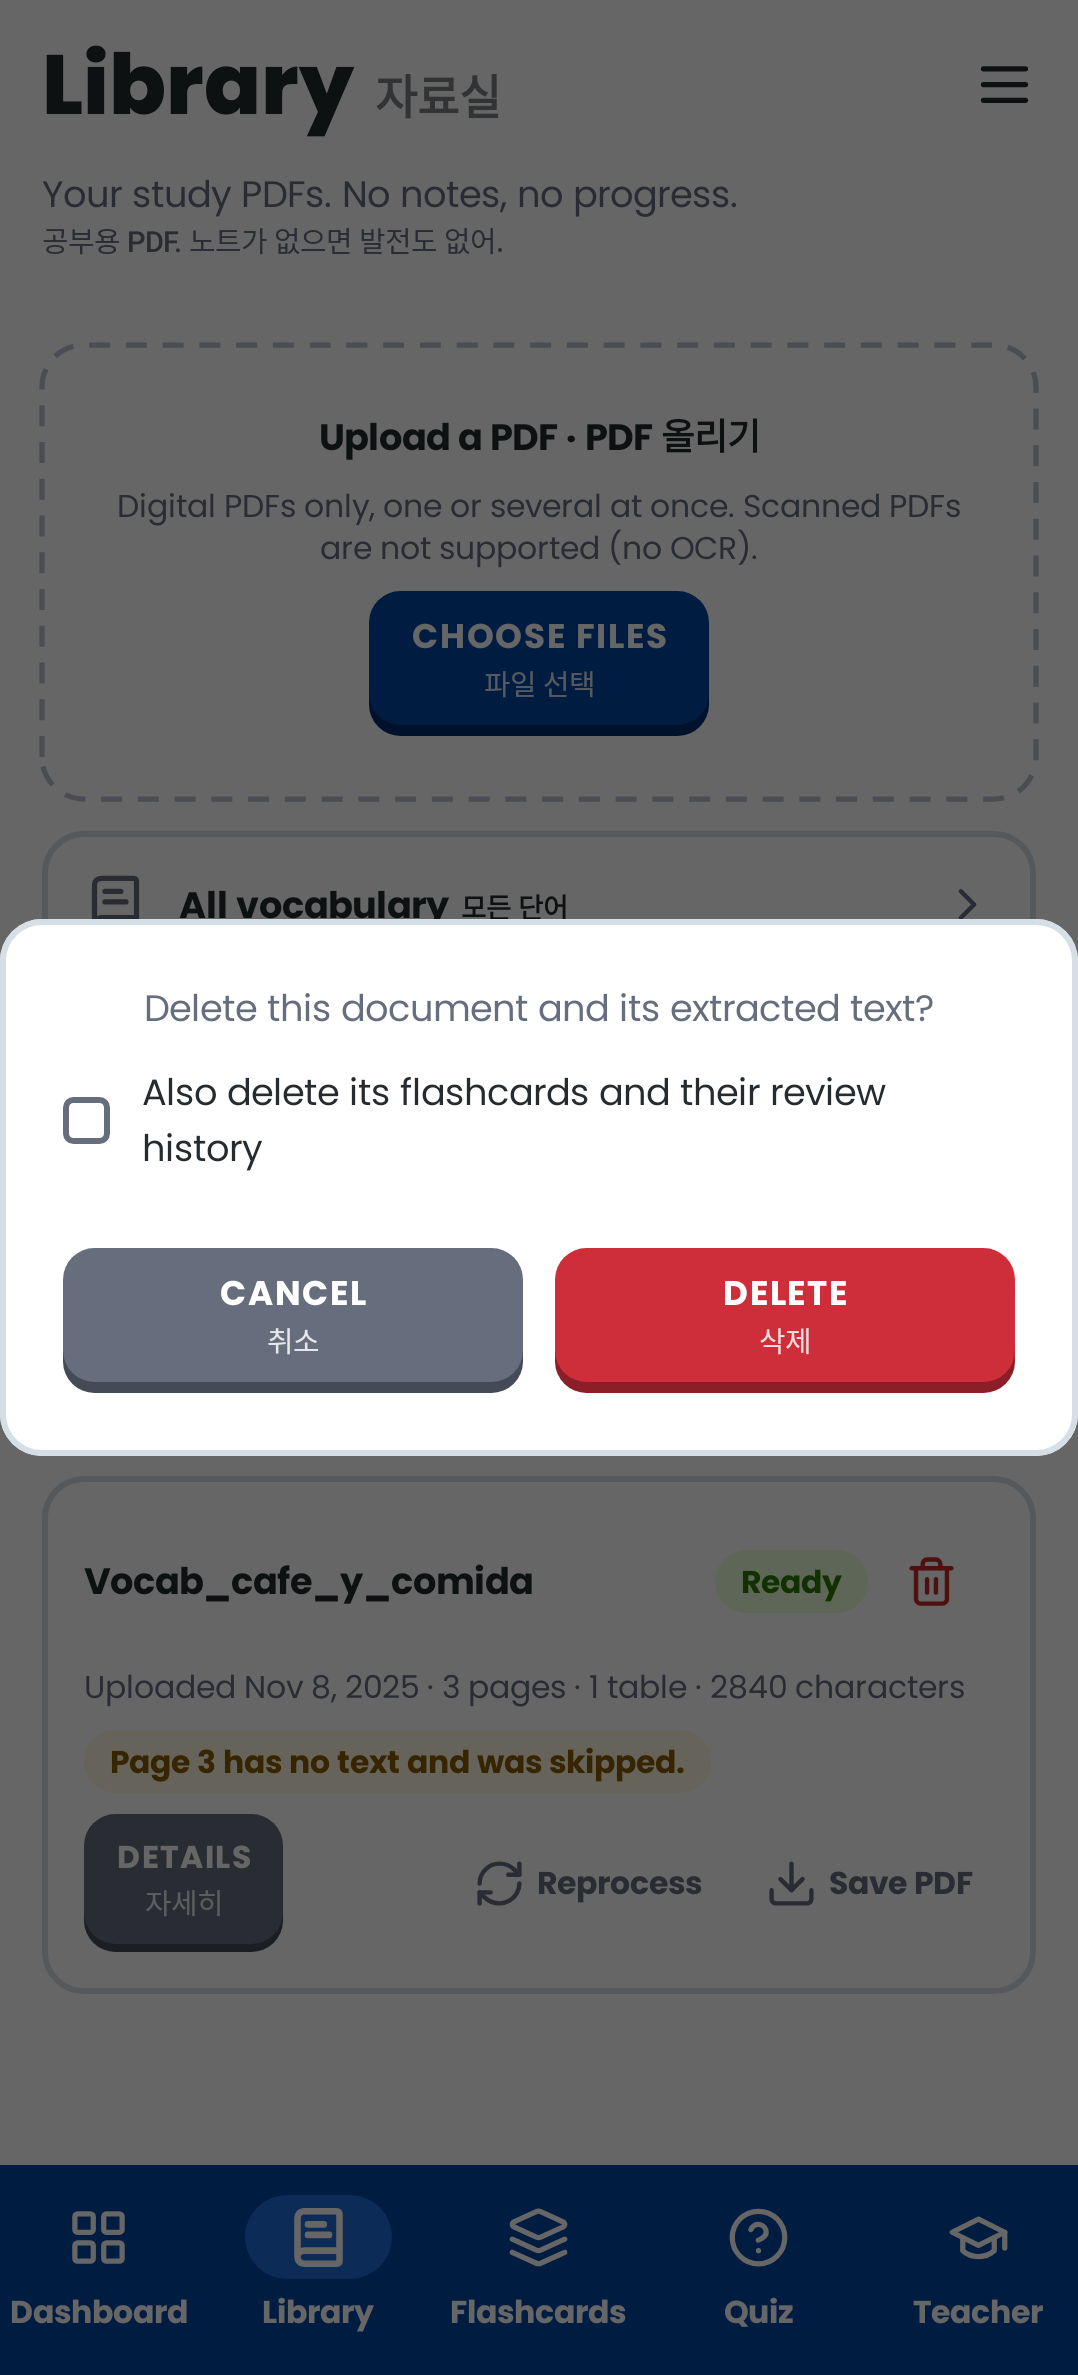 Library 자료실
Your study PDFs. No notes, no progress.
공부용 PDF. 노트가 없으면 발전도 없어.
Upload a PDF · PDF 올리기
Digital PDFs only, one or several at once. Scanned PDFs
are not supported (no OCR).
CHOOSE FILES
파일 선택
All vocabulary 모든 단어
Delete this document and its extracted text?
Also delete its flashcards and their review
history
CANCEL
취소
DELETE
삭제
Vocab_cafe_y_comida
Ready
Uploaded Nov 8, 2025 · 3 pages · 1 table · 2840 characters
Page 3 has no text and was skipped.
DETAILS
자세히
Reprocess
Save PDF
Dashboard
Library
Flashcards
Quiz
Teacher